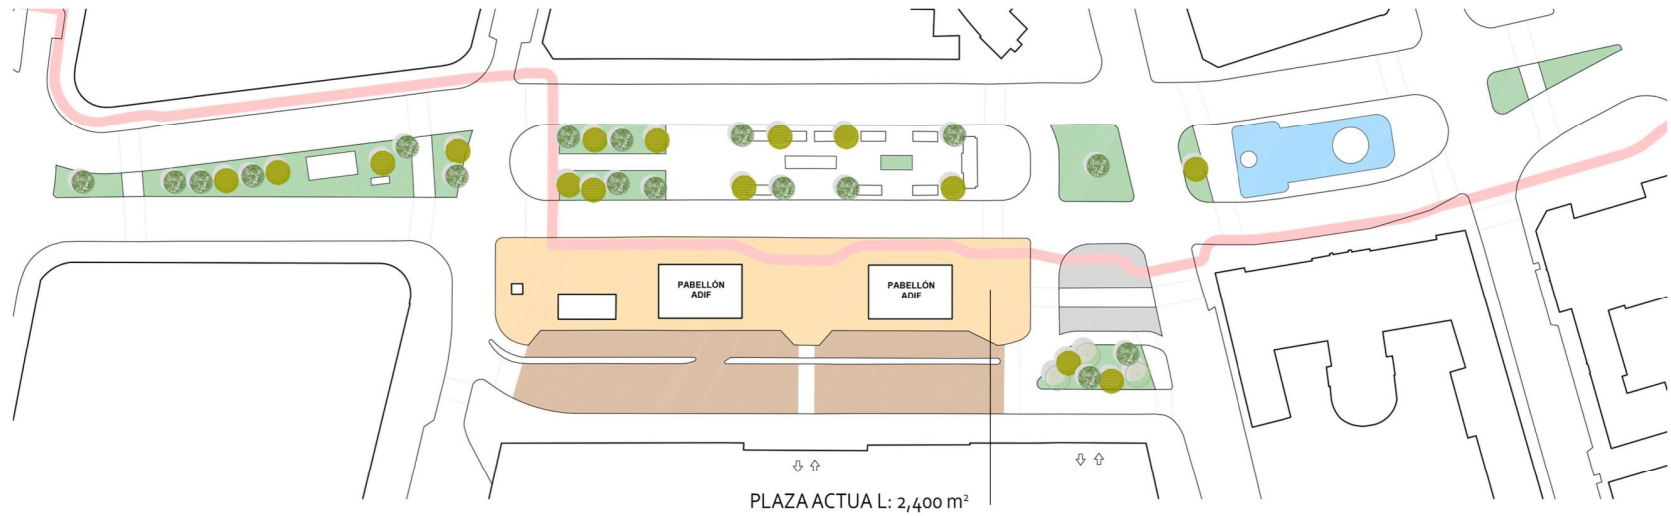 PABELLÓN
ADIF
PABELLÓN
ADIF
PLAZA ACTUA L: 2,400 m²